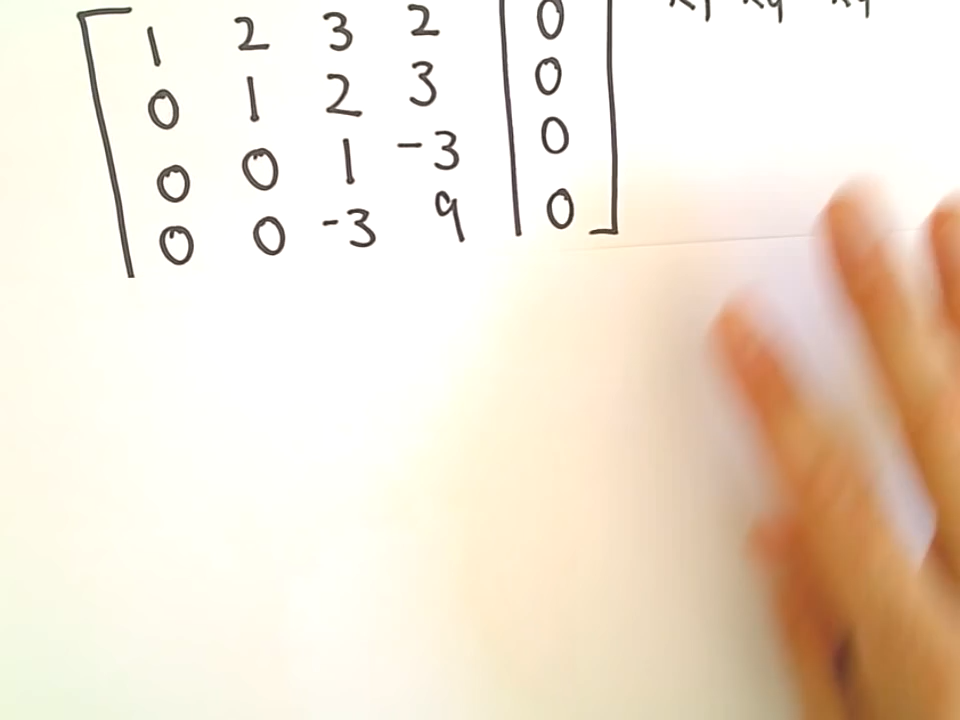 1 2 3 2 | 0
0 1 2 3 | 0
0 0 1 -3 | 0
0 0 -3 9 | 0